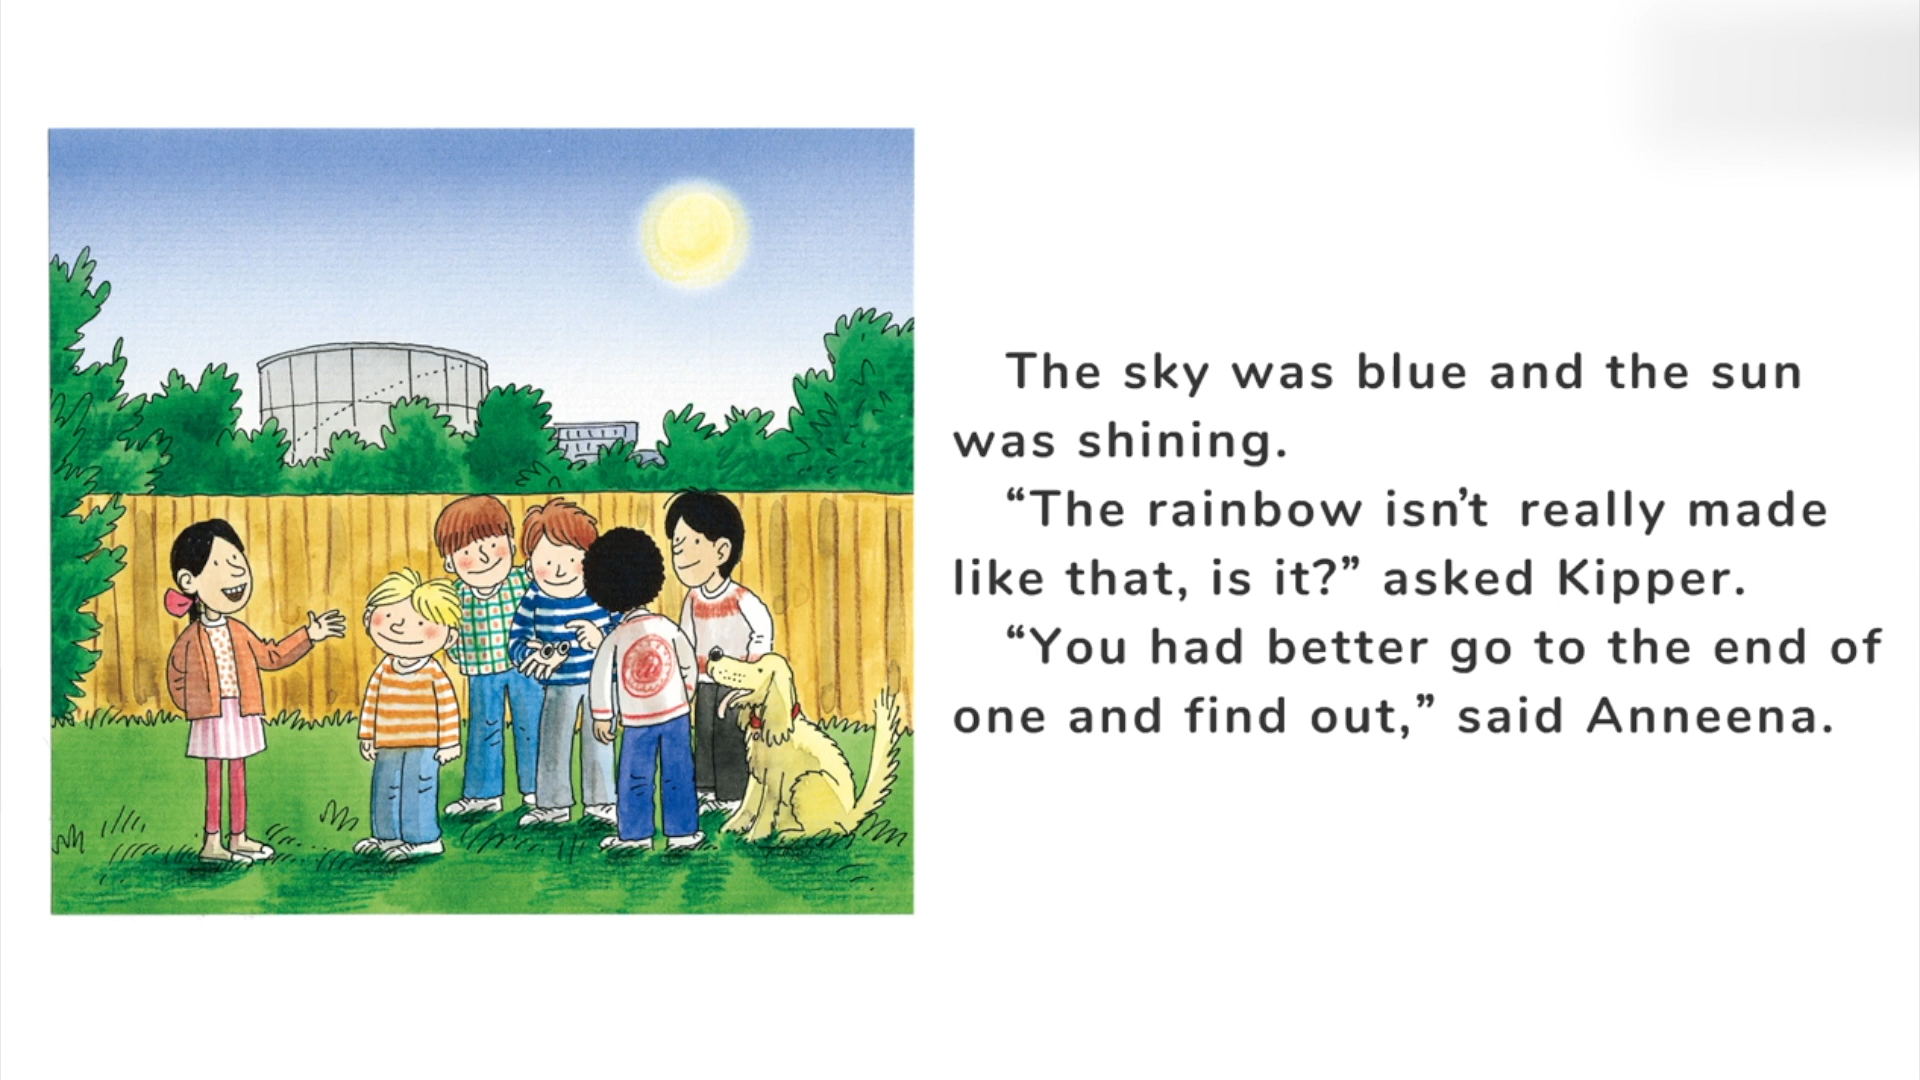 The sky was blue and the sun
was shining.
“The rainbow isn’t really made
like that, is it?” asked Kipper.
“You had better go to the end of
one and find out,” said Anneena.